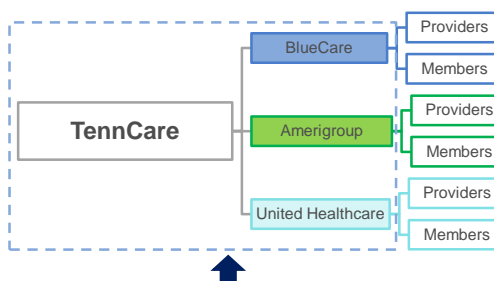 TennCare
BlueCare
Providers
Members
Amerigroup
Providers
Members
United Healthcare
Providers
Members